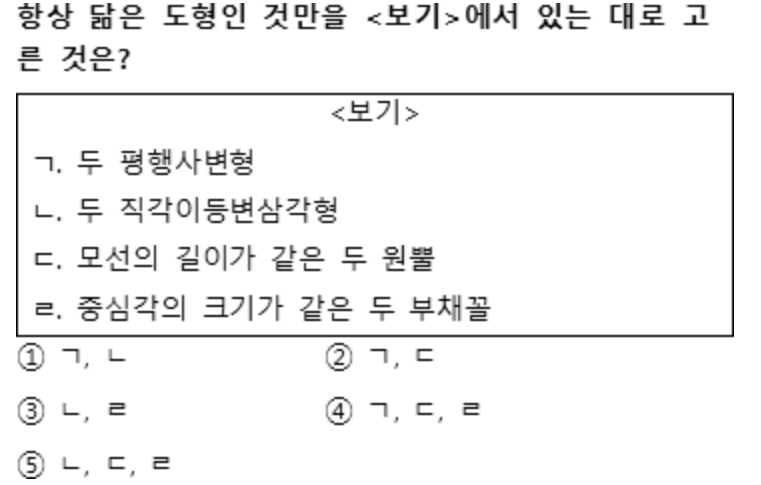 항상 닮은 도형인 것만을 <보기>에서 있는 대로 고
른 것은?
<보기>
ㄱ. 두 평행사변형
ㄴ. 두 직각이등변삼각형
ㄷ. 모선의 길이가 같은 두 원뿔
ㄹ. 중심각의 크기가 같은 두 부채꼴
① ㄱ, ㄴ ② ㄱ, ㄷ
③ ㄴ, ㄹ ④ ㄱ, ㄷ, ㄹ
⑤ ㄴ, ㄷ, ㄹ